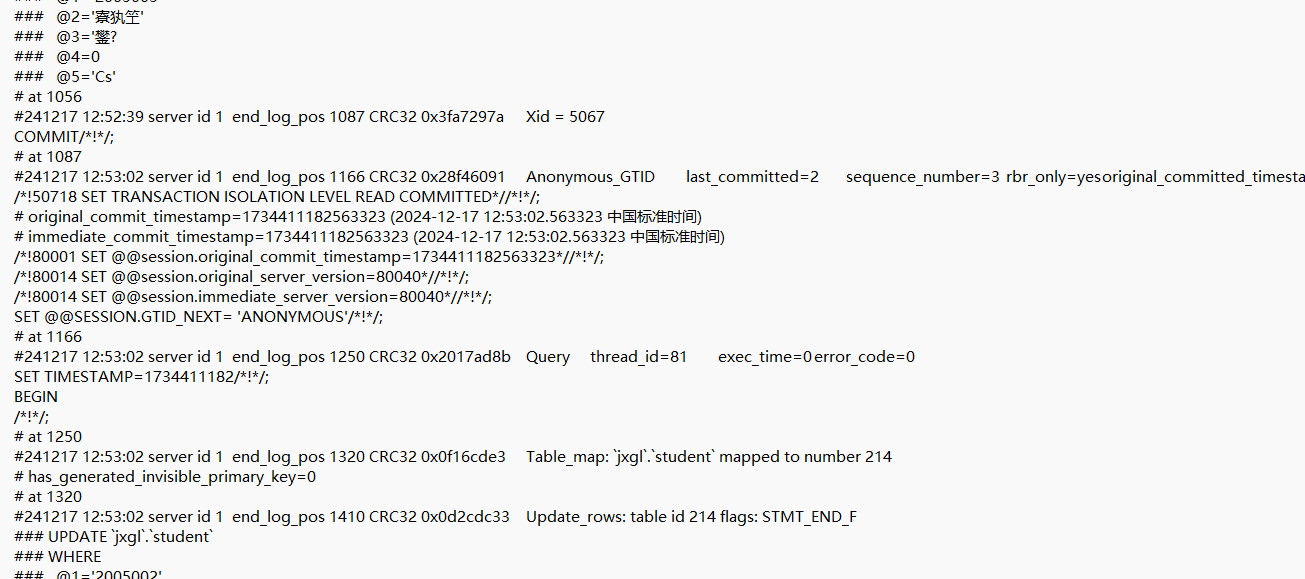 ### @2='寮犱笁'
### @3='鐢?
### @4=0
### @5='Cs'
# at 1056
#241217 12:52:39 server id 1 end_log_pos 1087 CRC32 0x3fa7297a Xid = 5067
COMMIT/*!*/;
# at 1087
#241217 12:53:02 server id 1 end_log_pos 1166 CRC32 0x28f46091 Anonymous_GTID last_committed=2 sequence_number=3 rbr_only=yesoriginal_committed_timesta
/*!50718 SET TRANSACTION ISOLATION LEVEL READ COMMITTED*//*!*/;
# original_commit_timestamp=1734411182563323 (2024-12-17 12:53:02.563323 中国标准时间)
# immediate_commit_timestamp=1734411182563323 (2024-12-17 12:53:02.563323 中国标准时间)
/*!80001 SET @@session.original_commit_timestamp=1734411182563323*//*!*/;
/*!80014 SET @@session.original_server_version=80040*//*!*/;
/*!80014 SET @@session.immediate_server_version=80040*//*!*/;
SET @@SESSION.GTID_NEXT= 'ANONYMOUS'/*!*/;
# at 1166
#241217 12:53:02 server id 1 end_log_pos 1250 CRC32 0x2017ad8b Query thread_id=81 exec_time=0 error_code=0
SET TIMESTAMP=1734411182/*!*/;
BEGIN
/*!*/;
# at 1250
#241217 12:53:02 server id 1 end_log_pos 1320 CRC32 0x0f16cde3 Table_map: `jxgl`.`student` mapped to number 214
# has_generated_invisible_primary_key=0
# at 1320
#241217 12:53:02 server id 1 end_log_pos 1410 CRC32 0x0d2cdc33 Update_rows: table id 214 flags: STMT_END_F
### UPDATE `jxgl`.`student`
### WHERE
### @1='2005002'